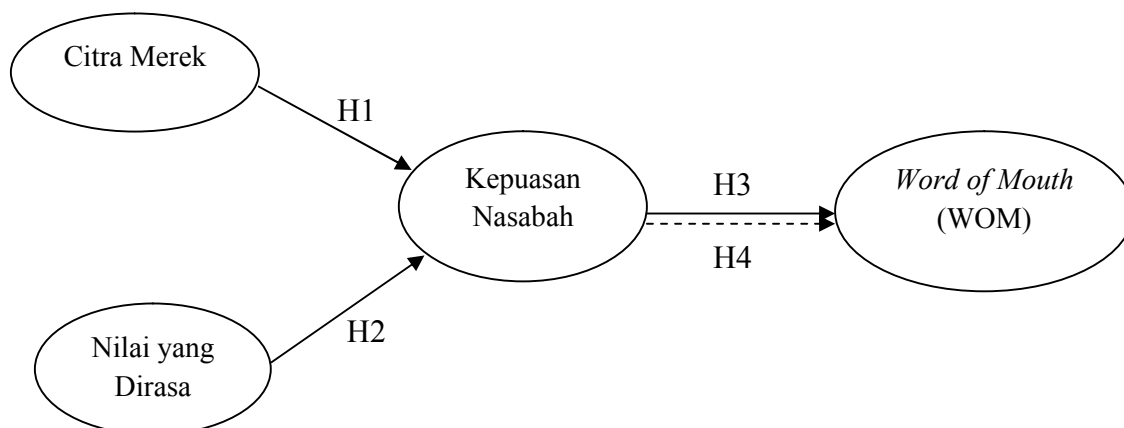 Citra Merek
H1
Kepuasan
Nasabah
H3
H4
Word of Mouth
(WOM)
H2
Nilai yang
Dirasa